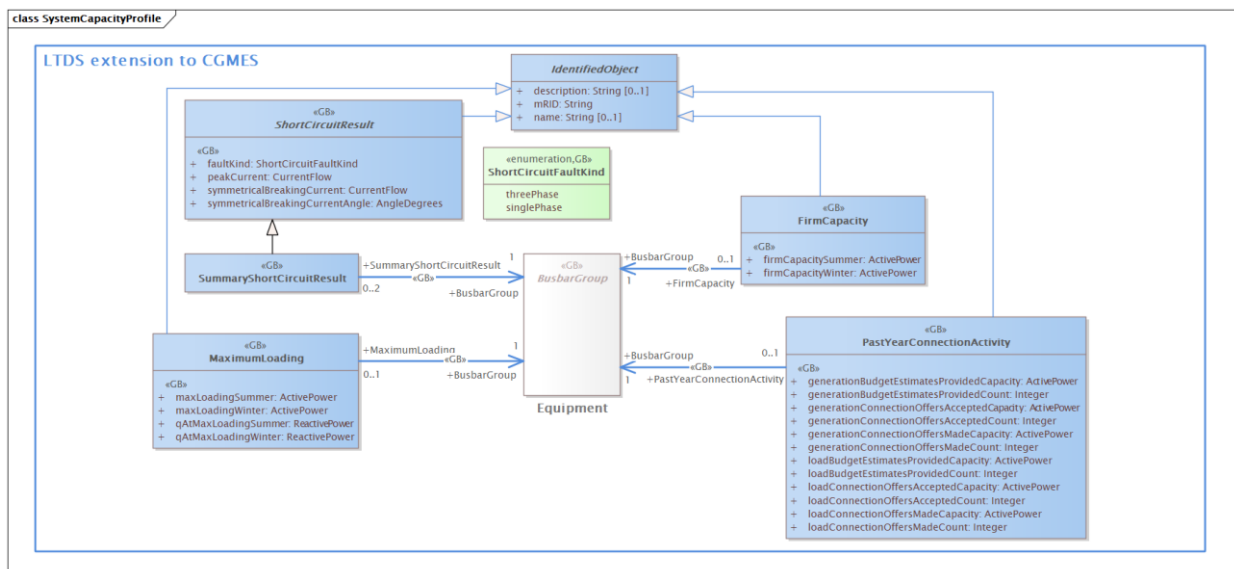 class SystemCapacityProfile
LTDS extension to CGMES
IdentifiedObject
+ description: String [0..1]
+ mRID: String
+ name: String [0..1]
«GB»
ShortCircuitResult
«GB»
+ faultKind: ShortCircuitFaultKind
+ peakCurrent: CurrentFlow
+ symmetricalBreakingCurrent: CurrentFlow
+ symmetricalBreakingCurrentAngle: AngleDegrees
«enumeration,GB»
ShortCircuitFaultKind
threePhase
singlePhase
«GB»
FirmCapacity
«GB»
+ firmCapacitySummer: ActivePower
+ firmCapacityWinter: ActivePower
«GB»
SummaryShortCircuitResult
+SummaryShortCircuitResult
1
0..2
«GB»
+BusbarGroup
«GB»
BusbarGroup
+BusbarGroup
0..1
«GB»
1
+FirmCapacity
«GB»
MaximumLoading
«GB»
+ maxLoadingSummer: ActivePower
+ maxLoadingWinter: ActivePower
+ qAtMaxLoadingSummer: ReactivePower
+ qAtMaxLoadingWinter: ReactivePower
+MaximumLoading
1
«GB»
0..1
+BusbarGroup
+BusbarGroup
0..1
«GB»
1
+PastYearConnectionActivity
Equipment
«GB»
PastYearConnectionActivity
«GB»
+ generationBudgetEstimatesProvidedCapacity: ActivePower
+ generationBudgetEstimatesProvidedCount: Integer
+ generationConnectionOffersAcceptedCapacity: ActivePower
+ generationConnectionOffersAcceptedCount: Integer
+ generationConnectionOffersMadeCapacity: ActivePower
+ generationConnectionOffersMadeCount: Integer
+ loadBudgetEstimatesProvidedCapacity: ActivePower
+ loadBudgetEstimatesProvidedCount: Integer
+ loadConnectionOffersAcceptedCapacity: ActivePower
+ loadConnectionOffersAcceptedCount: Integer
+ loadConnectionOffersMadeCapacity: ActivePower
+ loadConnectionOffersMadeCount: Integer